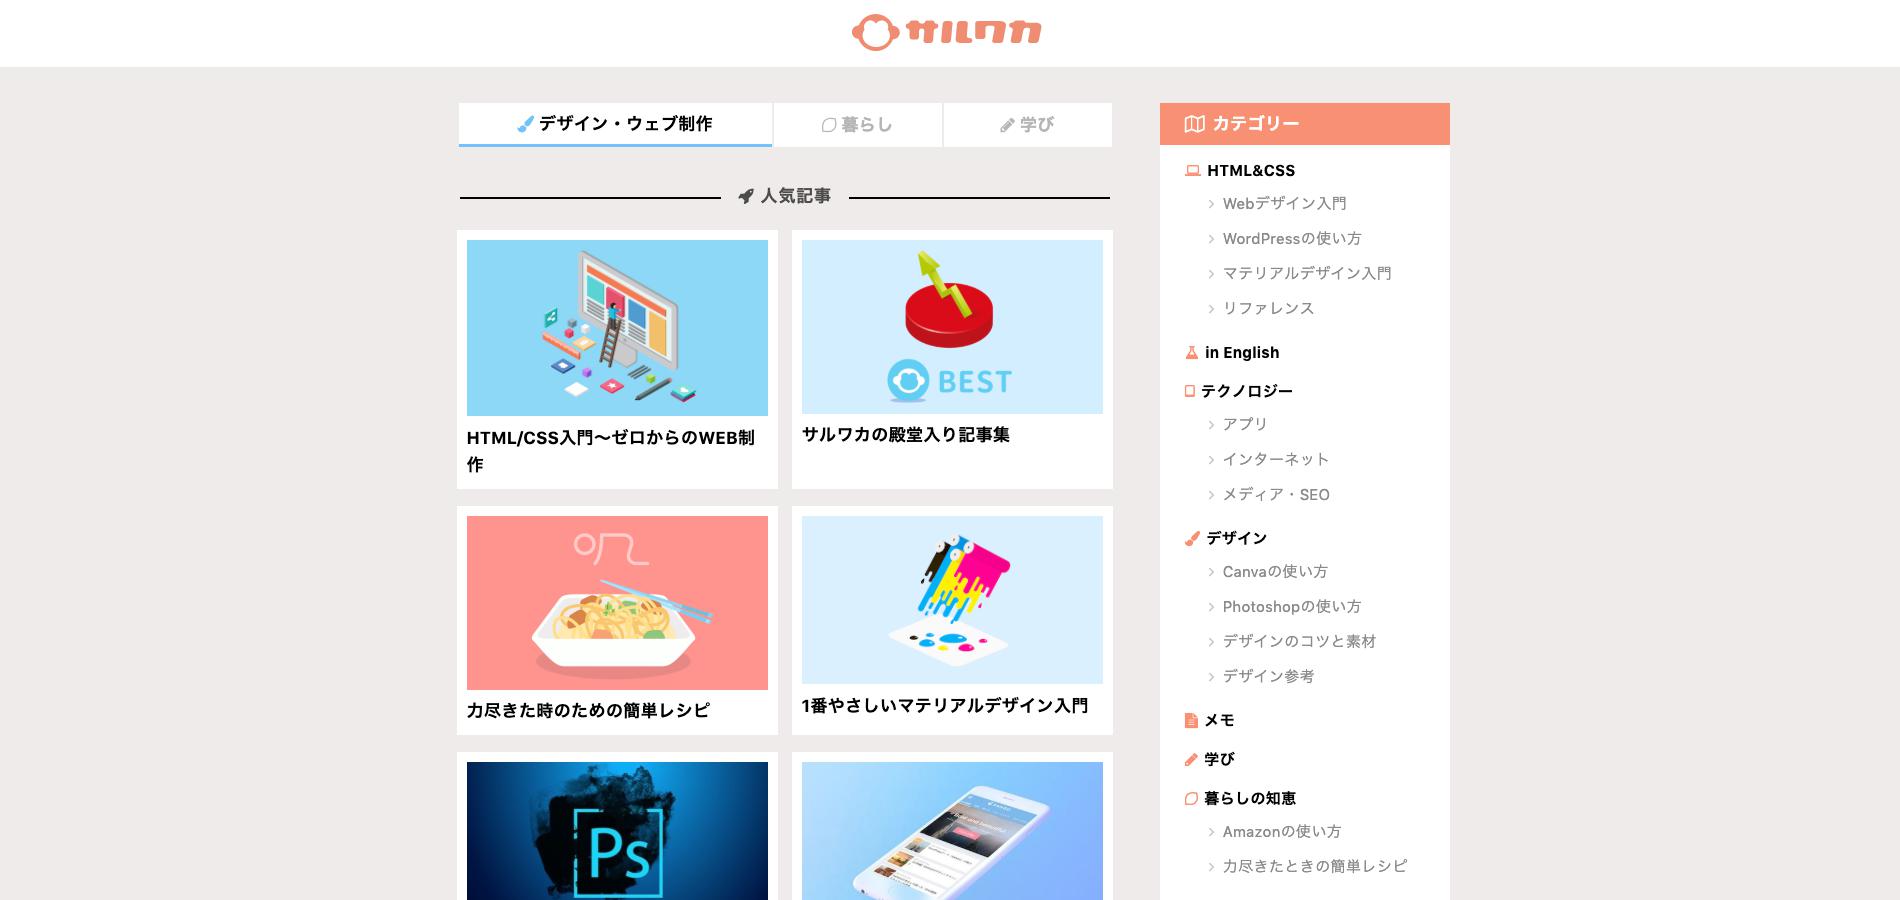 サルワカ
デザイン・ウェブ制作
暮らし
学び
人気記事
HTML/CSS入門〜ゼロからのWEB制
作
BEST
サルワカの殿堂入り記事集
力尽きた時のための簡単レシピ
1番やさしいマテリアルデザイン入門
Ps
カテゴリー
HTML&CSS
Webデザイン入門
WordPressの使い方
マテリアルデザイン入門
リファレンス
in English
テクノロジー
アプリ
インターネット
メディア・SEO
デザイン
Canvaの使い方
Photoshopの使い方
デザインのコツと素材
デザイン参考
メモ
学び
暮らしの知恵
Amazonの使い方
力尽きたときの簡単レシピ